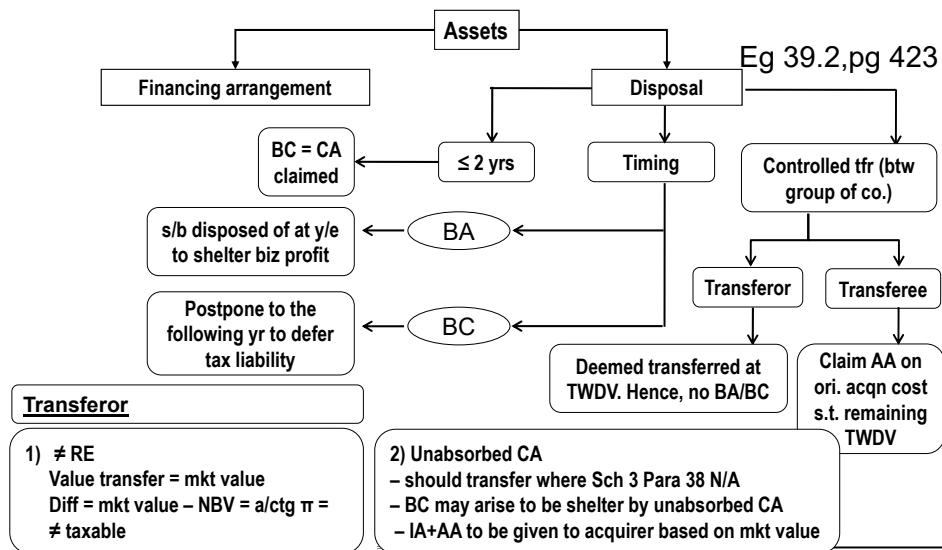 Assets
Eg 39.2,pg 423
Financing arrangement
Disposal
BC = CA
claimed
≤ 2 yrs
Timing
Controlled tfr (btw
group of co.)
s/b disposed of at y/e
to shelter biz profit
BA
Transferor
Transferee
Postpone to the
following yr to defer
tax liability
BC
Deemed transferred at
TWDV. Hence, no BA/BC
Claim AA on
ori. acqn cost
s.t. remaining
TWDV
Transferor
1) ≠ RE
Value transfer = mkt value
Diff = mkt value – NBV = a/ctg π =
≠ taxable
2) Unabsorbed CA
– should transfer where Sch 3 Para 38 N/A
– BC may arise to be shelter by unabsorbed CA
– IA+AA to be given to acquirer based on mkt value